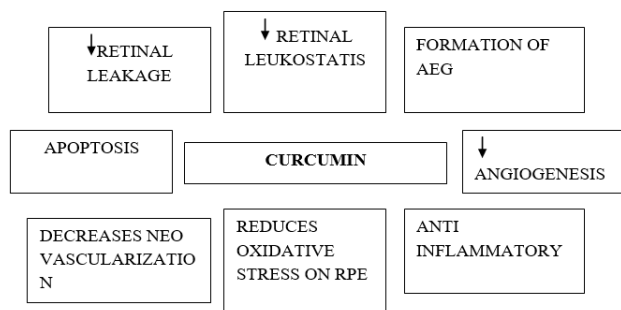 ↓RETINAL
LEAKAGE
↓ RETINAL
LEUKOSTATIS
FORMATION OF
AEG
APOPTOSIS
CURCUMIN
↓
ANGIOGENESIS
DECREASES NEO
VASCULARIZATIO
N
REDUCES
OXIDATIVE
STRESS ON RPE
ANTI
INFLAMMATORY